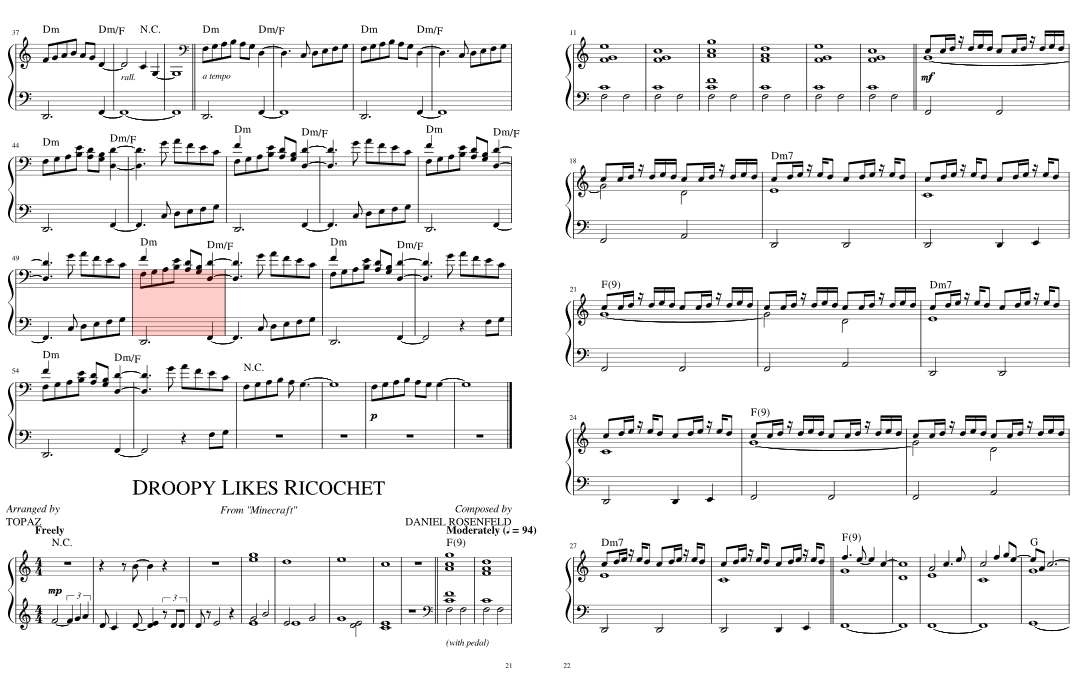 37 Dm Dm/F N.C. Dm Dm/F Dm Dm/F
rall. a tempo
44 Dm Dm/F Dm Dm/F Dm Dm/F
49 Dm Dm/F Dm Dm/F
54 Dm Dm/F N.C.
p
DROOPY LIKES RICOCHET
Arranged by From "Minecraft" Composed by
TOPAZ DANIEL ROSENFELD
Freely Moderately (♩ = 94)
N.C. F(9)
mp 3 3
(with pedal)
21
11
mf
18 Dm7
21 F(9) Dm7
24 F(9)
27 Dm7 F(9) G
22